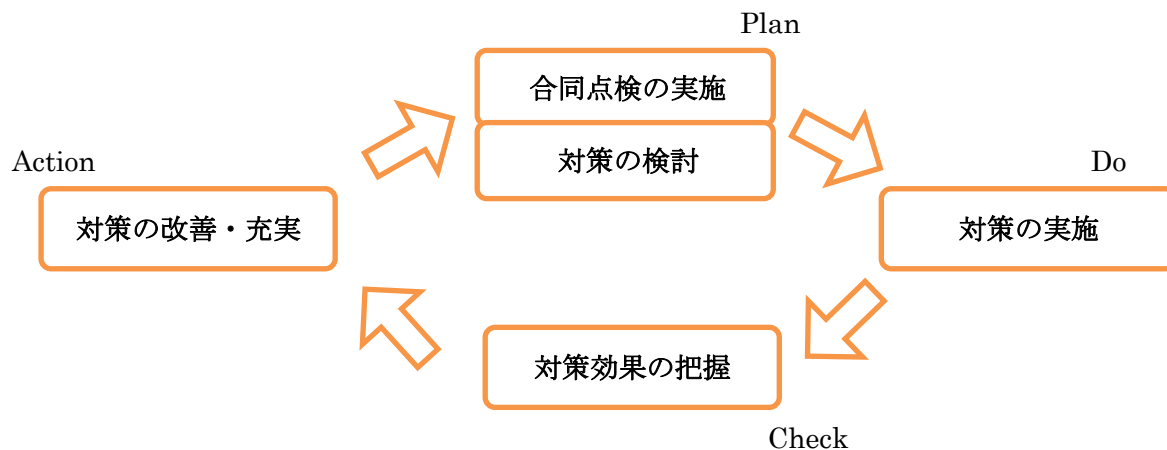 Plan
合同点検の実施
対策の検討
Action
Do
対策の改善・充実
対策の実施
対策効果の把握
Check